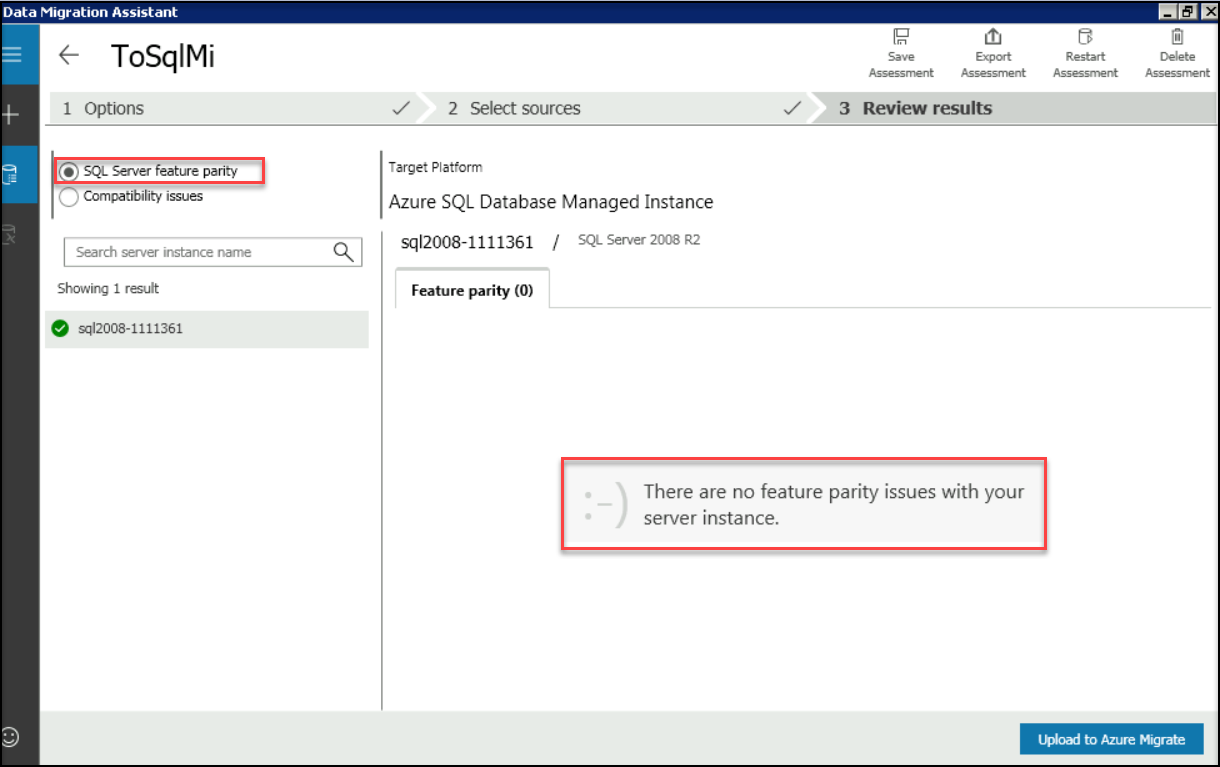 Data Migration Assistant
ToSqlMi
Save
Assessment
Export
Assessment
Restart
Assessment
Delete
Assessment
1 Options
2 Select sources
3 Review results
SQL Server feature parity
Compatibility issues
Search server instance name
Showing 1 result
sql2008-1111361
Target Platform
Azure SQL Database Managed Instance
sql2008-1111361 / SQL Server 2008 R2
Feature parity (0)
:-)
There are no feature parity issues with your
server instance.
Upload to Azure Migrate